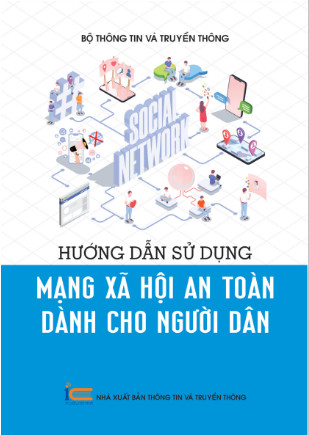 BỘ THÔNG TIN VÀ TRUYỀN THÔNG
#
SOCIAL
NETWORK
HƯỚNG DẪN SỬ DỤNG
MẠNG XÃ HỘI AN TOÀN
DÀNH CHO NGƯỜI DÂN
NHÀ XUẤT BẢN THÔNG TIN VÀ TRUYỀN THÔNG